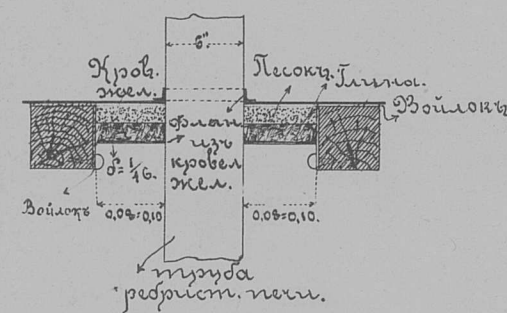 6"
Кров.
жел.
Песокъ.
Глина.
Войлокъ
Флан
изъ
кровел
жел.
δ=1/16.
Войлокъ
0,08=0,10
0,08=0,10.
труба
ребрист. печи.